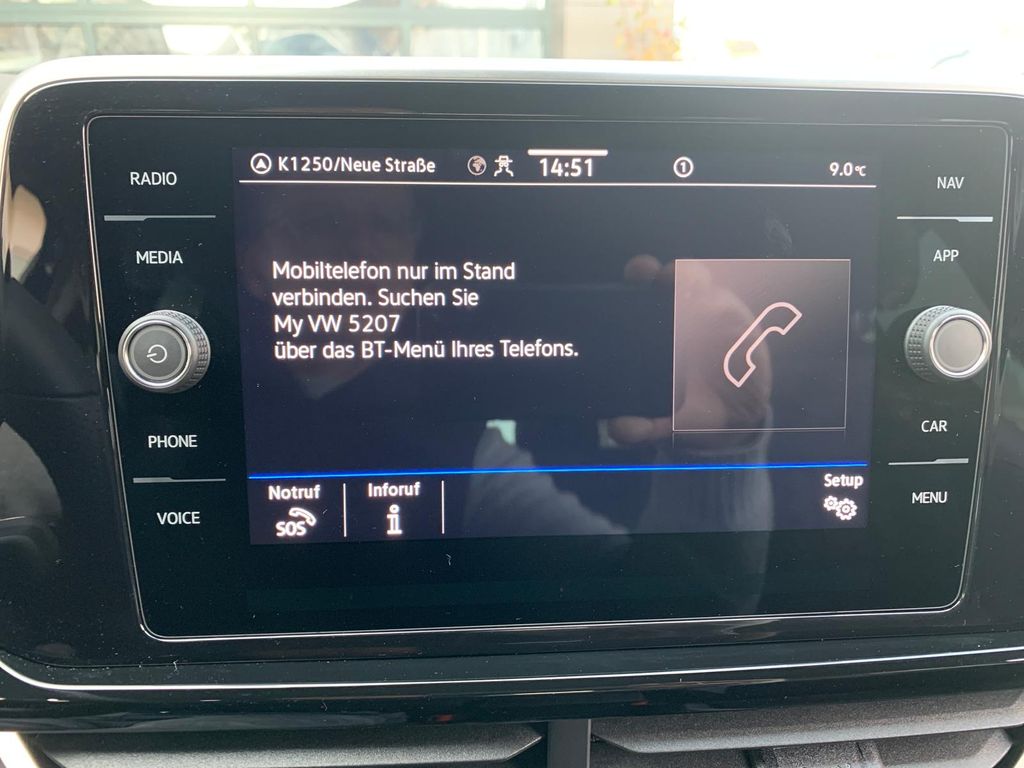 RADIO
MEDIA
PHONE
VOICE
K1250/Neue Straße
14:51
1
9.0 °C
Mobiltelefon nur im Stand
verbinden. Suchen Sie
My VW 5207
über das BT-Menü Ihres Telefons.
Notruf
SOS
Inforuf
i
Setup
NAV
APP
CAR
MENU